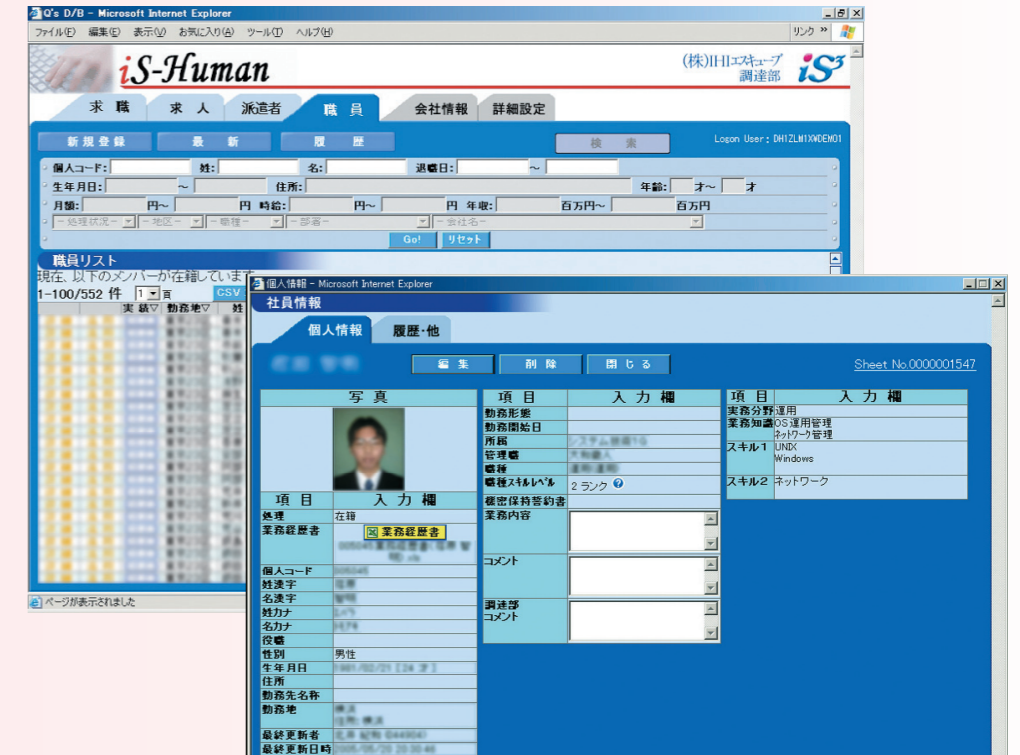 Q's D/B - Microsoft Internet Explorer
ファイル(F) 編集(E) 表示(V) お気に入り(A) ツール(T) ヘルプ(H) リンク »
iS-Human
(株)IHIエスキューブ
調達部
iS3
求 職 求 人 派遣者 職 員 会社情報 詳細設定
新 規 登 録 最 新 履 歴 検 索 Logon User : DH1ZLM1XWDEMO1
個人コード: 姓: 名: 退職日: ～
生年月日: ～ 住所: 年齢: 才～ 才
月額: 円～ 円 時給: 円～ 円 年収: 百万円～ 百万円
-処理状況- -地区- -職種- -部署- -会社名-
Go! リセット
職員リスト
現在、以下のメンバーが在籍しています
1-100/552 件 1 頁 CSV
実 績▽ 勤務地▽ 姓
ページが表示されました
個人情報 - Microsoft Internet Explorer
社員情報
個人情報 履歴・他
編 集 削 除 閉 じ る Sheet No.0000001547
写 真
項 目 入 力 欄
処理 在籍
業務経歴書 業務経歴書
個人コード
姓漢字
名漢字
姓カナ
名カナ
役職
性別 男性
生年月日
住所
勤務先名称
勤務地
最終更新者
最終更新日時
項 目 入 力 欄
勤務形態
勤務開始日
所属
管理職
職種
職種スキルレベル 2 ランク
機密保持誓約書
業務内容
コメント
調達部
コメント
項 目 入 力 欄
実務分野 運用
業務知識 OS運用管理
ネットワーク管理
スキル1 UNIX
Windows
スキル2 ネットワーク